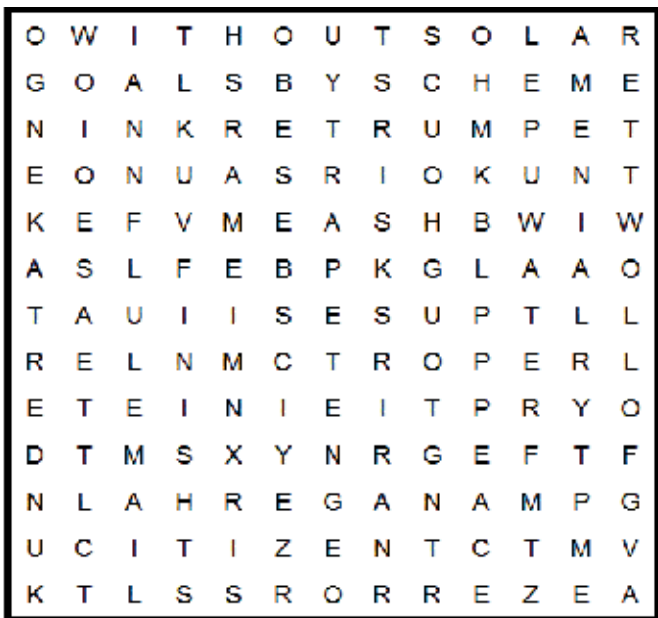 O W I T H O U T S O L A R
G O A L S B Y S C H E M E
N I N K R E T R U M P E T
E O N U A S R I O K U N T
K E F V M E A S H B W I W
A S L F E B P K G L A A O
T A U I I S E S U P T L L
R E L N M C T R O P E R L
E T E I N I E I T P R Y O
D T M S X Y N R G E F T F
N L A H R E G A N A M P G
U C I T I Z E N T C T M V
K T L S S R O R R E Z E A